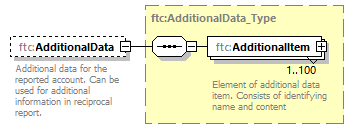 ftc:AdditionalData_Type
ftc:AdditionalData
ftc:AdditionalItem
1..100
Additional data for the
reported account. Can be
used for additional
information in reciprocal
report.
Element of additional data
item. Consists of identifying
name and content